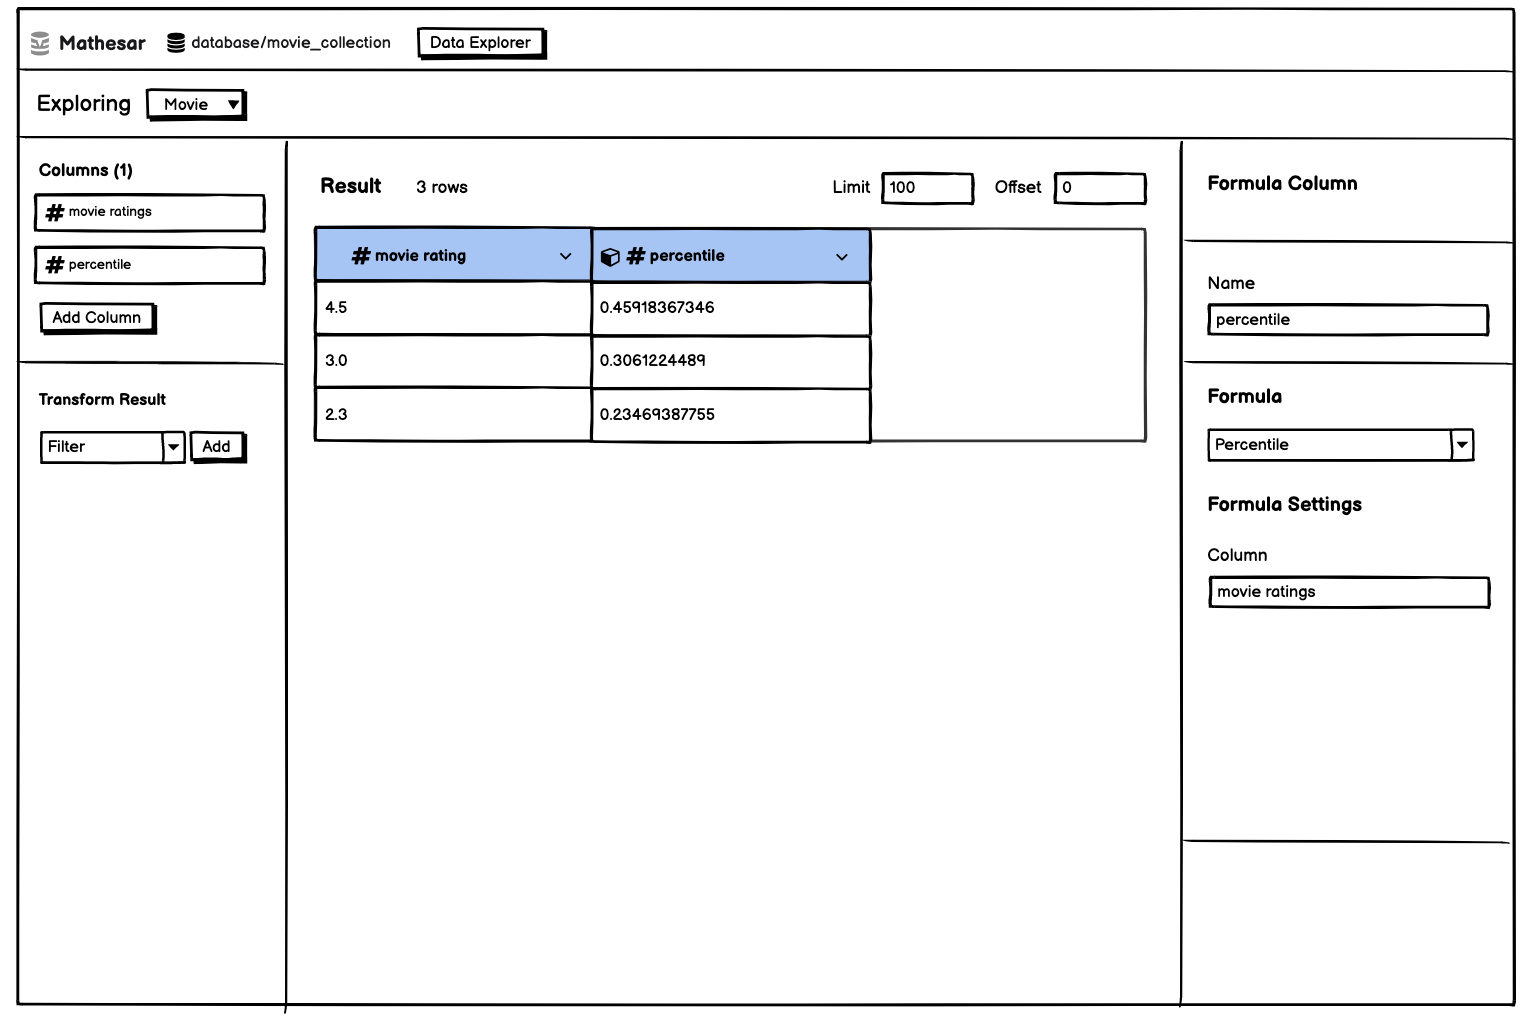 Mathesar database/movie_collection Data Explorer
Exploring Movie
Columns (1)
movie ratings
percentile
Add Column
Transform Result
Filter Add
Result 3 rows Limit 100 Offset 0
# movie rating # percentile
4.5 0.45918367346
3.0 0.3061224489
2.3 0.23469387755
Formula Column
Name
percentile
Formula
Percentile
Formula Settings
Column
movie ratings